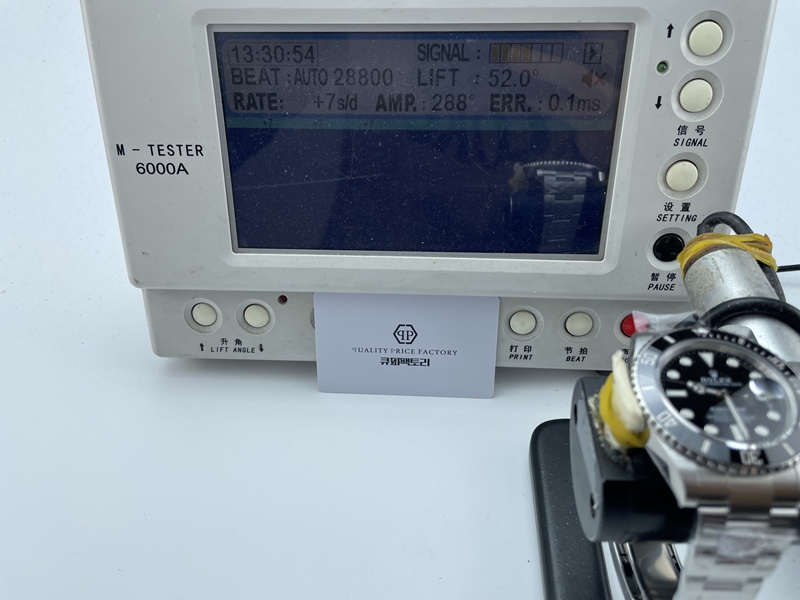 13:30:54 SIGNAL :
BEAT : AUTO 28800 LIFT : 52.0°
RATE: +7s/d AMP. : 288° ERR. : 0.1ms
M - TESTER
6000A
信号
SIGNAL
设置
SETTING
暂停
PAUSE
升角
LIFT ANGLE
打印
PRINT
节拍
BEAT
QP
QUALITY PRICE FACTORY
큐피팩토리
ROLEX